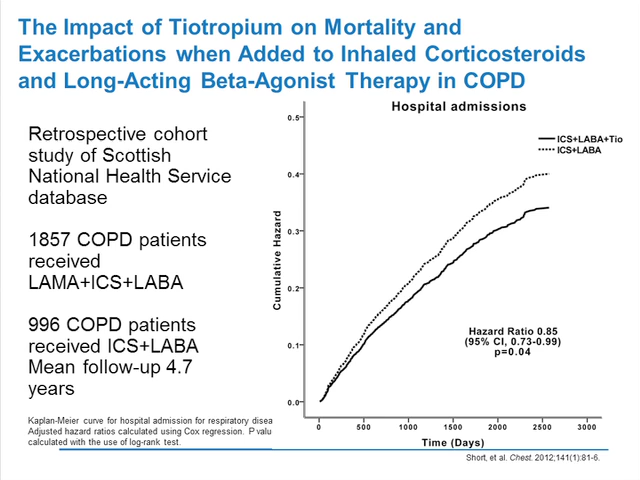 The Impact of Tiotropium on Mortality and
Exacerbations when Added to Inhaled Corticosteroids
and Long-Acting Beta-Agonist Therapy in COPD
Retrospective cohort
study of Scottish
National Health Service
database
1857 COPD patients
received
LAMA+ICS+LABA
996 COPD patients
received ICS+LABA
Mean follow-up 4.7
years
Hospital admissions
ICS+LABA+Tio
ICS+LABA
Cumulative Hazard
0.5
0.4
0.3
0.2
0.1
0.0
Hazard Ratio 0.85
(95% CI, 0.73-0.99)
p=0.04
0 500 1000 1500 2000 2500 3000
Time (Days)
Kaplan-Meier curve for hospital admission for respiratory disea
Adjusted hazard ratios calculated using Cox regression. P valu
calculated with the use of log-rank test.
Short, et al. Chest. 2012;141(1):81-6.